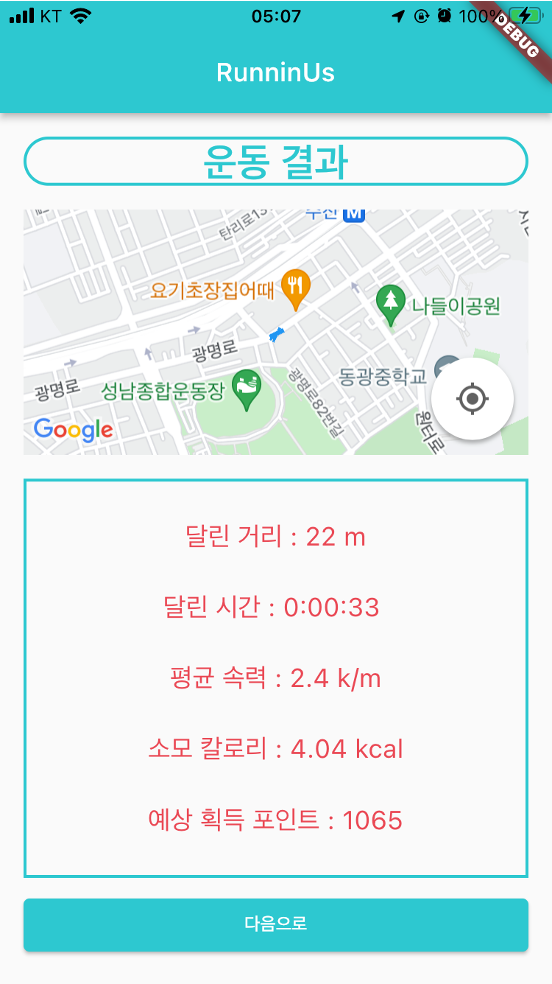 KT 05:07 100%
DEBUG
RunninUs
운동 결과
탄리로13
수진 M
요기초장집어때
나들이공원
광명로
동광중학교
광명로
성남종합운동장
광명로82번길
원터로
Google
달린 거리 : 22 m
달린 시간 : 0:00:33
평균 속력 : 2.4 k/m
소모 칼로리 : 4.04 kcal
예상 획득 포인트 : 1065
다음으로